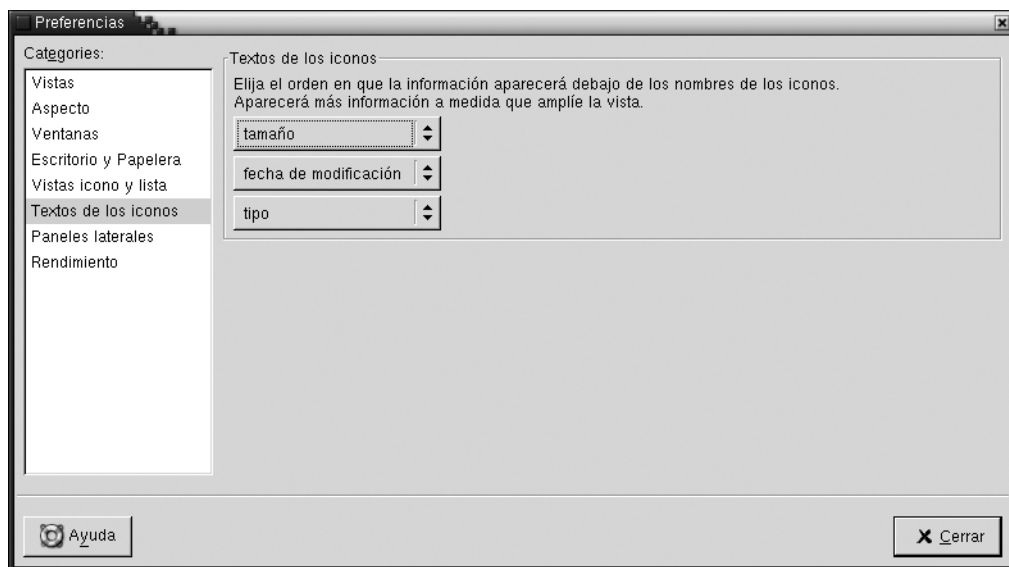 Preferencias
Categories:
Vistas
Aspecto
Ventanas
Escritorio y Papelera
Vistas icono y lista
Textos de los iconos
Paneles laterales
Rendimiento
Textos de los iconos
Elija el orden en que la información aparecerá debajo de los nombres de los iconos.
Aparecerá más información a medida que amplíe la vista.
tamaño
fecha de modificación
tipo
Ayuda
Cerrar